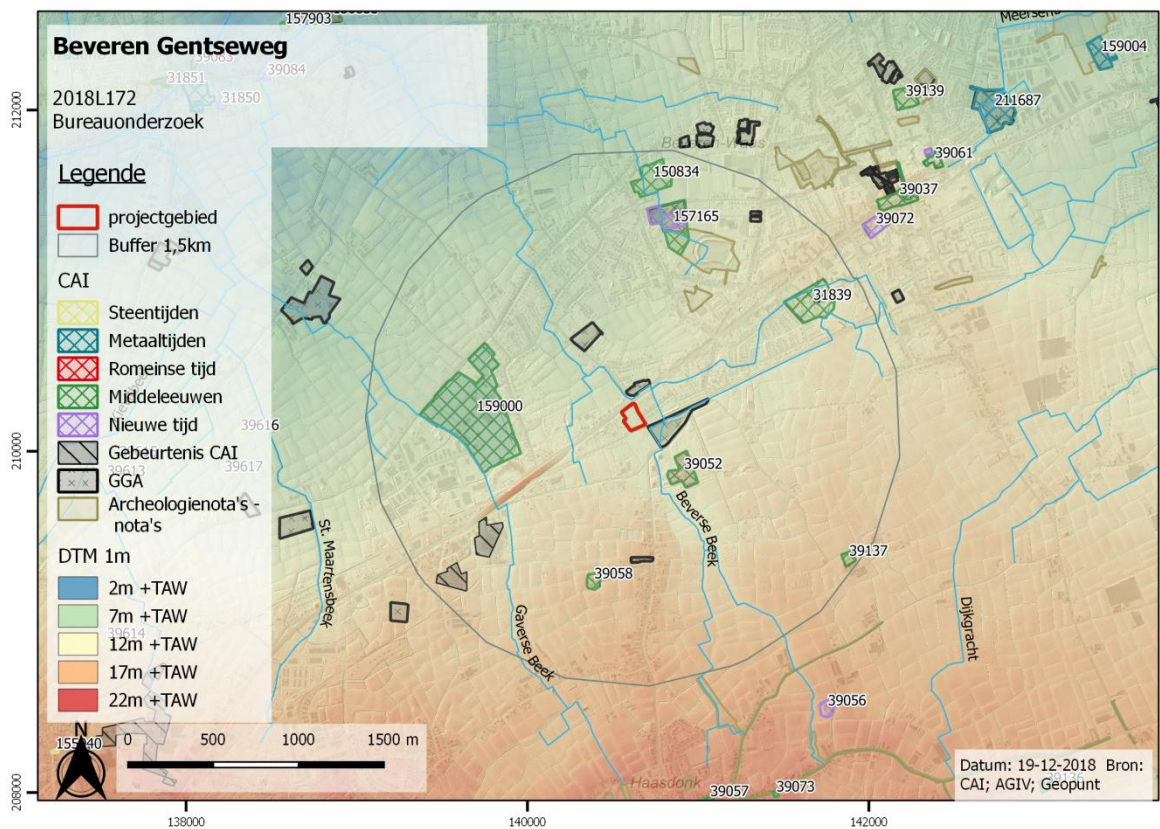 Beveren Gentseweg
2018L172
Bureauonderzoek
Legende
projectgebied
Buffer 1,5km
CAI
Steentijden
Metaaltijden
Romeinse tijd
Middeleeuwen
Nieuwe tijd
Gebeurtenis CAI
GGA
Archeologienota's -
nota's
DTM 1m
2m +TAW
7m +TAW
12m +TAW
17m +TAW
22m +TAW
N
0 500 1000 1500 m
157903
39083
31851
39084
31850
159004
39139
211687
39061
150834
39037
157165
39072
31839
159000
39616
39617
39613
39052
39137
39058
39614
39056
39057
39073
39136
Beveren-Waas
Beverse Beek
St. Maartensbeek
Gaverse Beek
Dijkgracht
Haasdonk
Datum: 19-12-2018 Bron:
CAI; AGIV; Geopunt
212000
210000
208000
138000
140000
142000